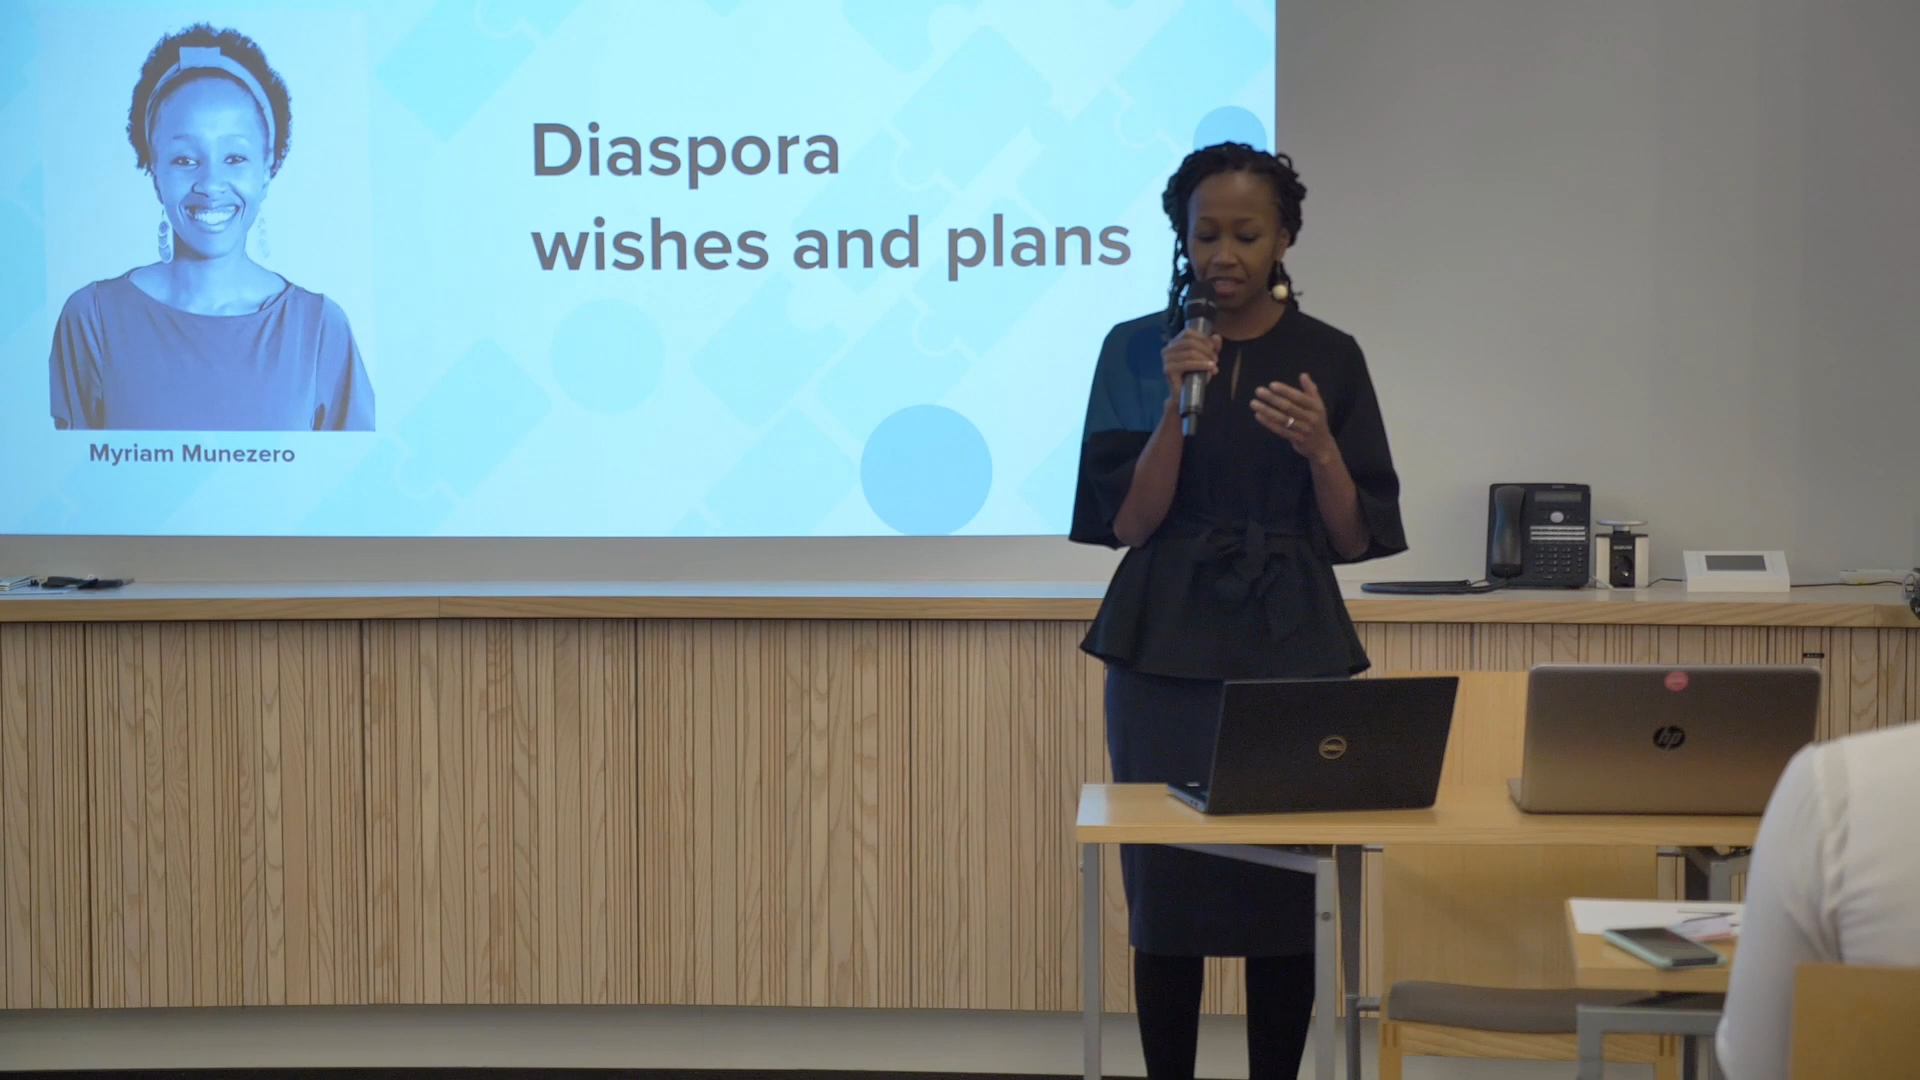 Diaspora
wishes and plans
Myriam Munezero
DELL
hp